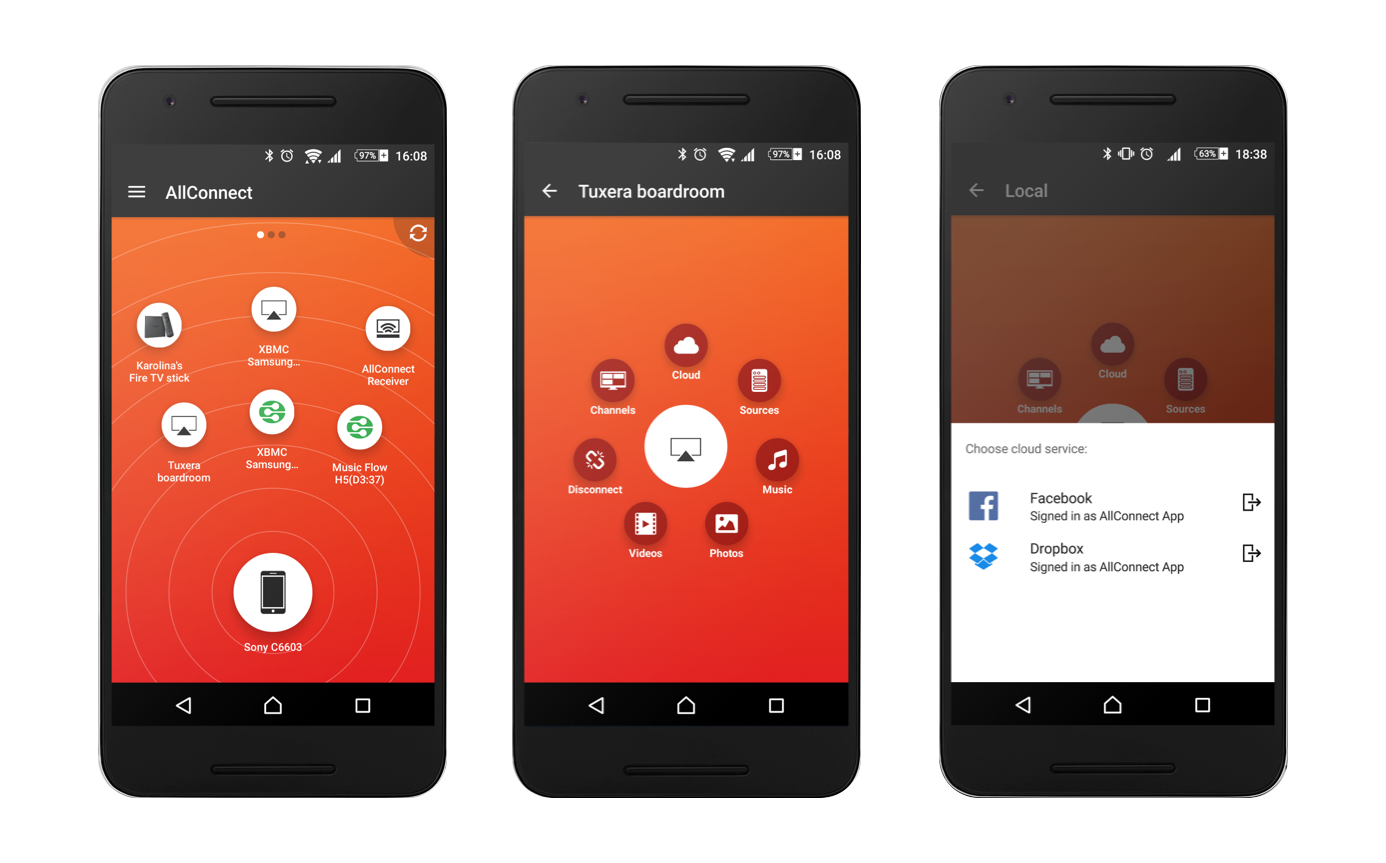 97%
16:08
AllConnect
Karolina's
Fire TV stick
XBMC
Samsung...
AllConnect
Receiver
Tuxera
boardroom
XBMC
Samsung...
Music Flow
H5(D3:37)
Sony C6603
97%
16:08
Tuxera boardroom
Cloud
Channels
Sources
Disconnect
Music
Videos
Photos
63%
18:38
Local
Cloud
Channels
Sources
Choose cloud service:
Facebook
Signed in as AllConnect App
Dropbox
Signed in as AllConnect App